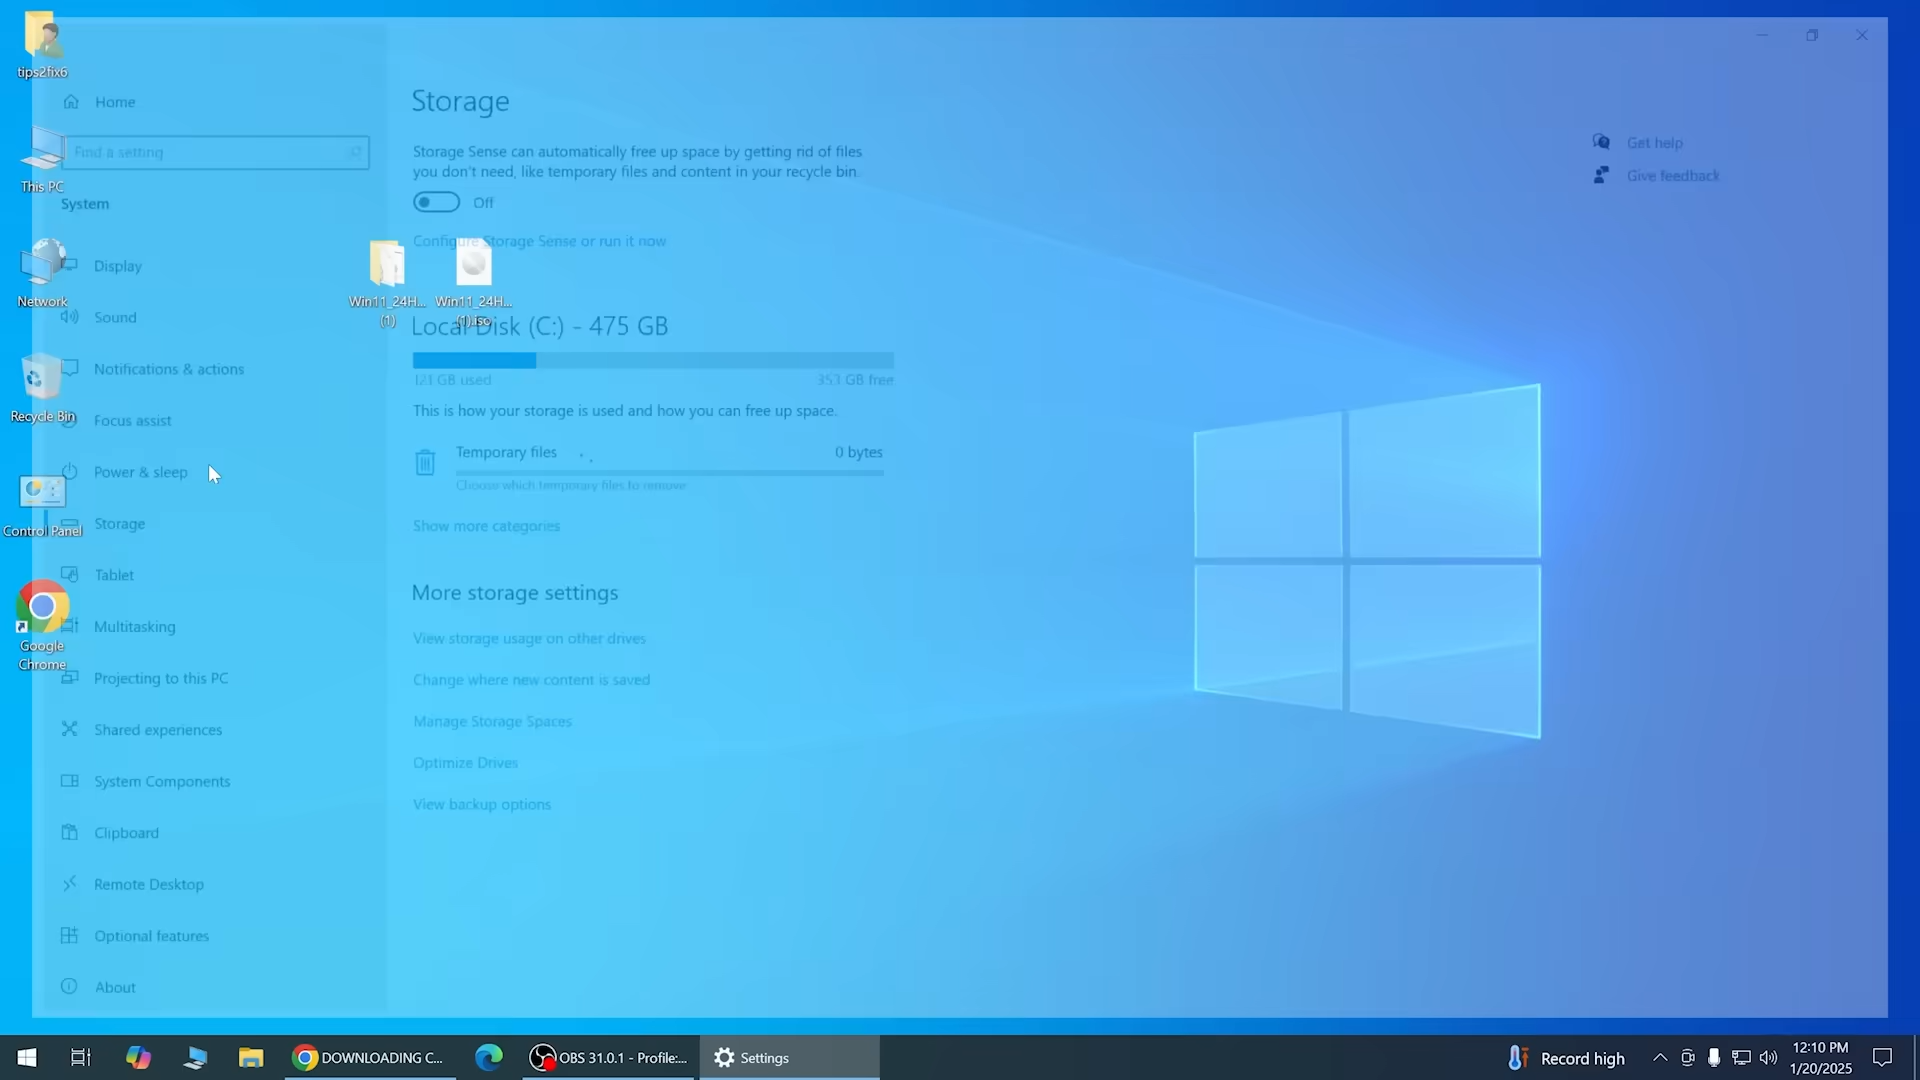 tips2fix6
This PC
Network
Recycle Bin
Control Panel
Google
Chrome
Win11_24H...
(1)
Win11_24H...
(1).iso
Home
Find a setting
System
Display
Sound
Notifications & actions
Focus assist
Power & sleep
Storage
Tablet
Multitasking
Projecting to this PC
Shared experiences
System Components
Clipboard
Remote Desktop
Optional features
About
Storage
Storage Sense can automatically free up space by getting rid of files
you don't need, like temporary files and content in your recycle bin.
Off
Configure Storage Sense or run it now
Local Disk (C:) - 475 GB
121 GB used
353 GB free
This is how your storage is used and how you can free up space.
Temporary files
0 bytes
Choose which temporary files to remove
Show more categories
More storage settings
View storage usage on other drives
Change where new content is saved
Manage Storage Spaces
Optimize Drives
View backup options
Get help
Give feedback
DOWNLOADING C...
OBS 31.0.1 - Profile:...
Settings
Record high
12:10 PM
1/20/2025